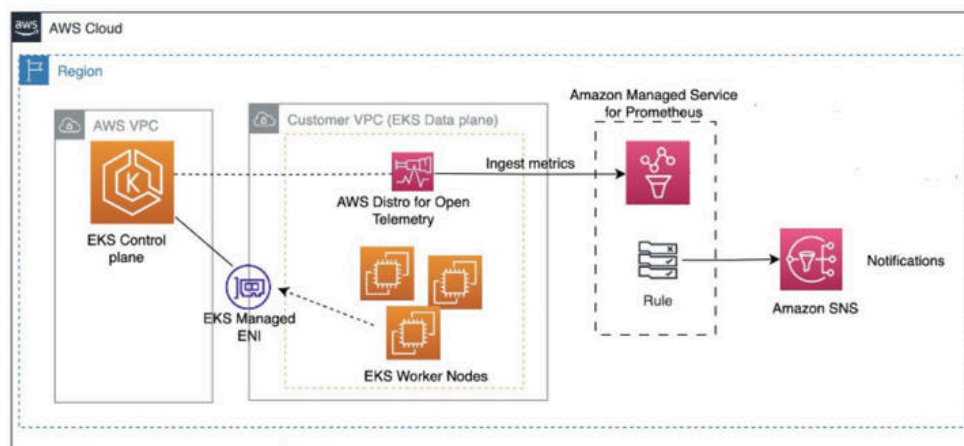 aws
AWS Cloud
Region
AWS VPC
EKS Control
plane
EKS Managed
ENI
Customer VPC (EKS Data plane)
AWS Distro for Open
Telemetry
EKS Worker Nodes
Ingest metrics
Amazon Managed Service
for Prometheus
Rule
Amazon SNS
Notifications